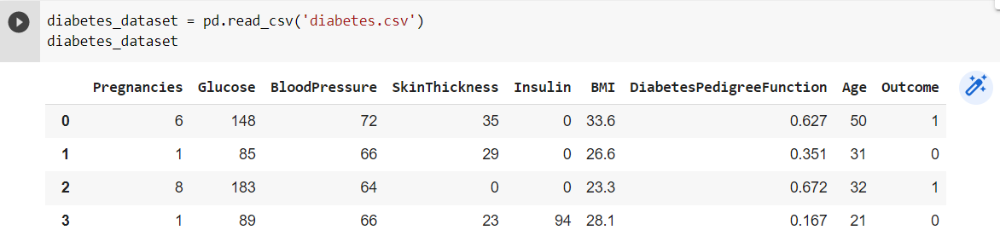 diabetes_dataset = pd.read_csv('diabetes.csv')
diabetes_dataset
Pregnancies Glucose BloodPressure SkinThickness Insulin BMI DiabetesPedigreeFunction Age Outcome
0 6 148 72 35 0 33.6 0.627 50 1
1 1 85 66 29 0 26.6 0.351 31 0
2 8 183 64 0 0 23.3 0.672 32 1
3 1 89 66 23 94 28.1 0.167 21 0